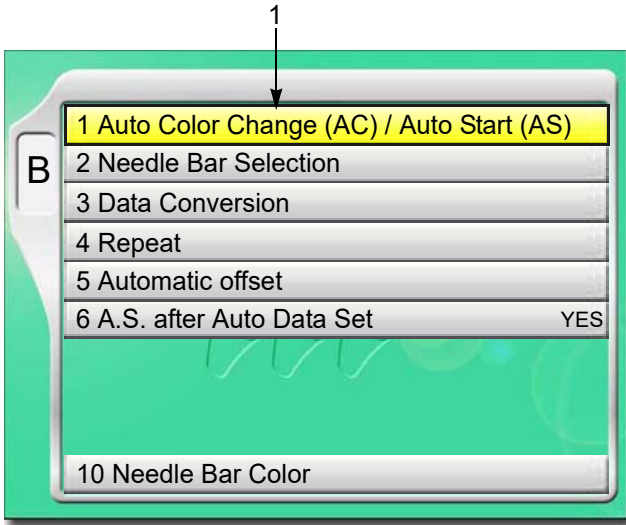 1
B
1 Auto Color Change (AC) / Auto Start (AS)
2 Needle Bar Selection
3 Data Conversion
4 Repeat
5 Automatic offset
6 A.S. after Auto Data Set YES
10 Needle Bar Color